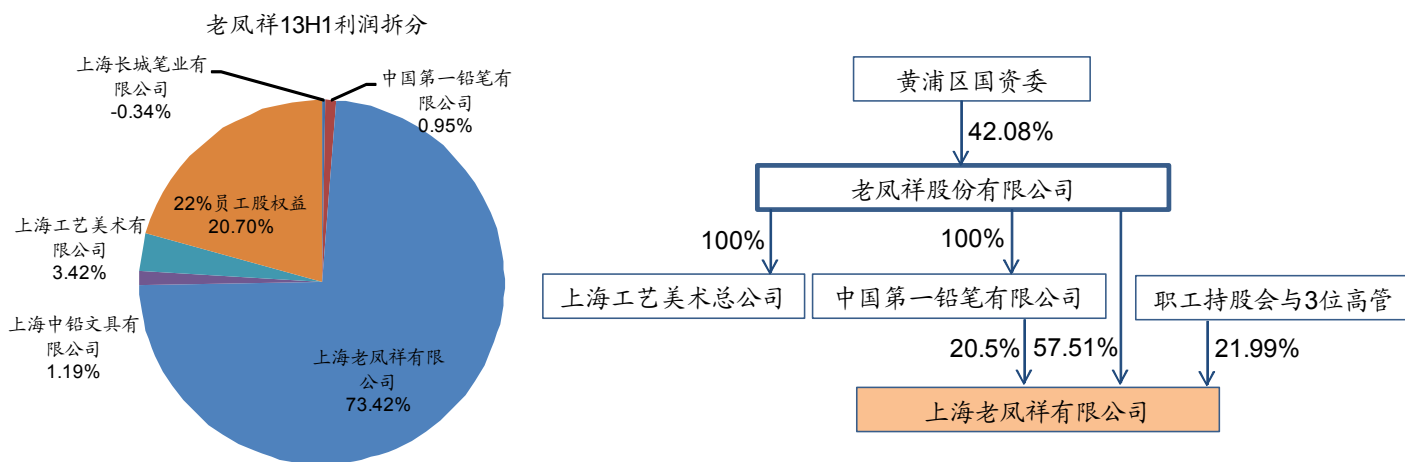 老凤祥13H1利润拆分
上海长城笔业有
限公司
-0.34%
中国第一铅笔有
限公司
0.95%
22%员工股权益
20.70%
上海工艺美术有
限公司
3.42%
上海中铅文具有
限公司
1.19%
上海老凤祥有限
公司
73.42%
黄浦区国资委
42.08%
老凤祥股份有限公司
100%
100%
上海工艺美术总公司
中国第一铅笔有限公司
职工持股会与3位高管
20.5%
57.51%
21.99%
上海老凤祥有限公司